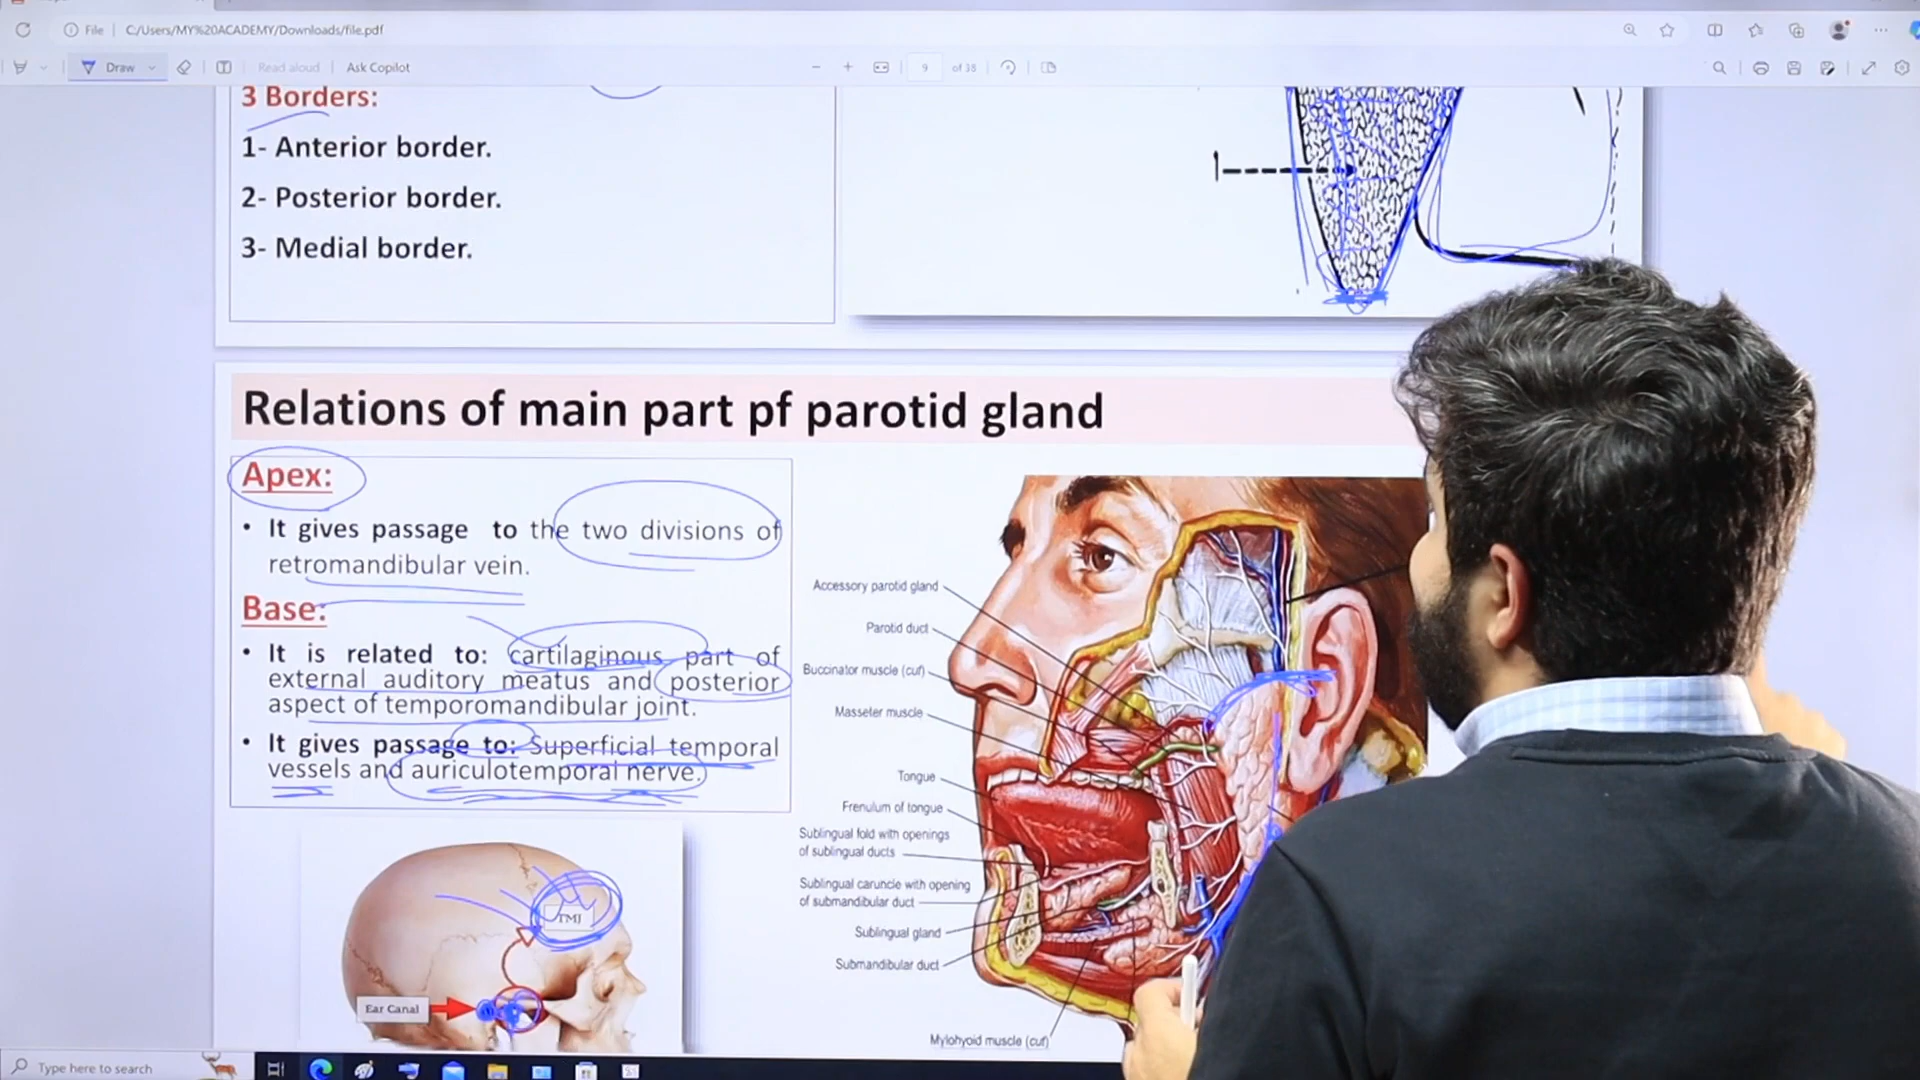 File C:/Users/MY%20ACADEMY/Downloads/file.pdf
Draw Read aloud Ask Copilot 9 of 38
3 Borders:
1- Anterior border.
2- Posterior border.
3- Medial border.
1
Relations of main part pf parotid gland
Apex:
• It gives passage to the two divisions of
retromandibular vein.
Base:
• It is related to: cartilaginous part of
external auditory meatus and posterior
aspect of temporomandibular joint.
• It gives passage to: Superficial temporal
vessels and auriculotemporal nerve.
Accessory parotid gland
Parotid duct
Buccinator muscle (cut)
Masseter muscle
Tongue
Frenulum of tongue
Sublingual fold with openings
of sublingual ducts
Sublingual caruncle with opening
of submandibular duct
Sublingual gland
Submandibular duct
Mylohyoid muscle (cut)
TMJ
Ear Canal
Type here to search